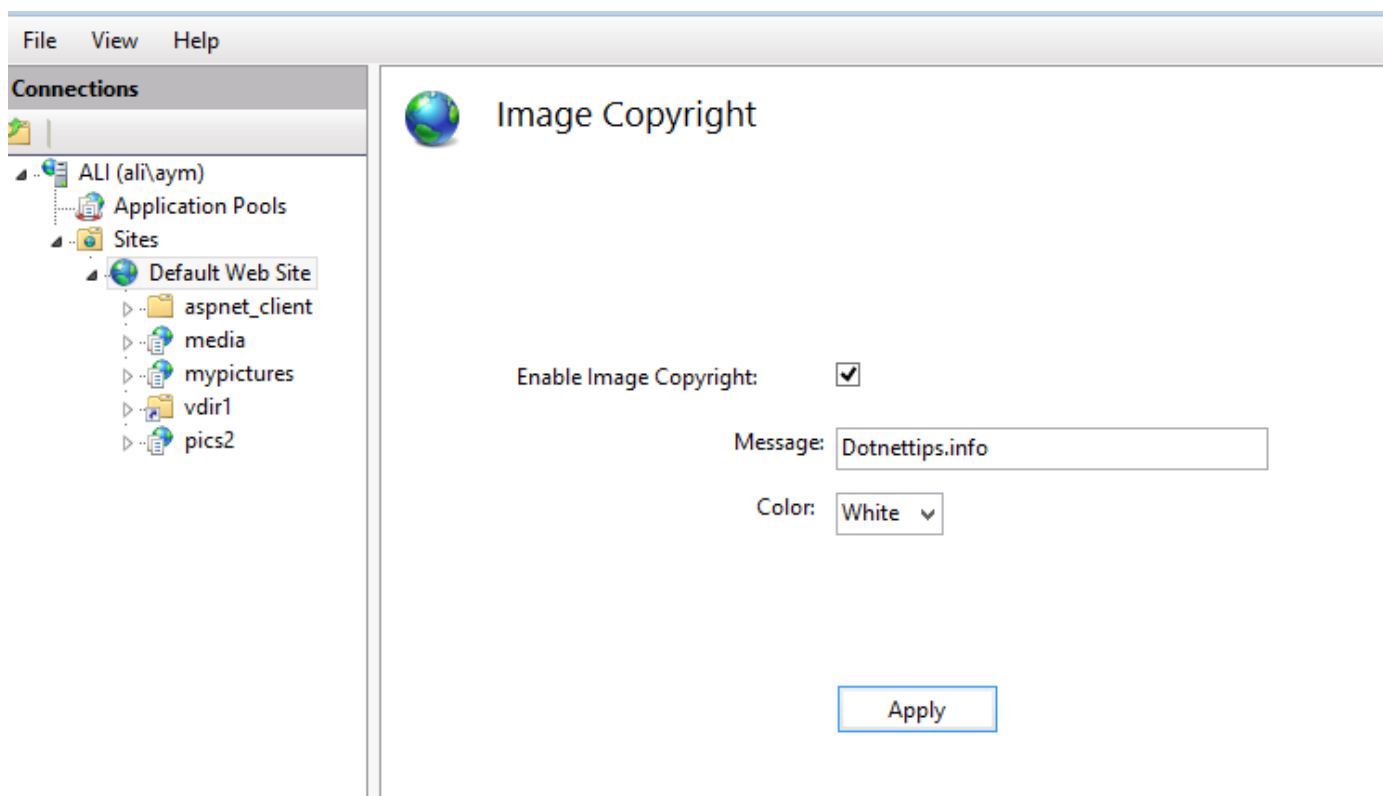 File View Help
Connections
Image Copyright
ALI (ali\aym)
Application Pools
Sites
Default Web Site
aspnet_client
media
mypictures
vdir1
pics2
Enable Image Copyright:
Message: Dotnettips.info
Color: White
Apply